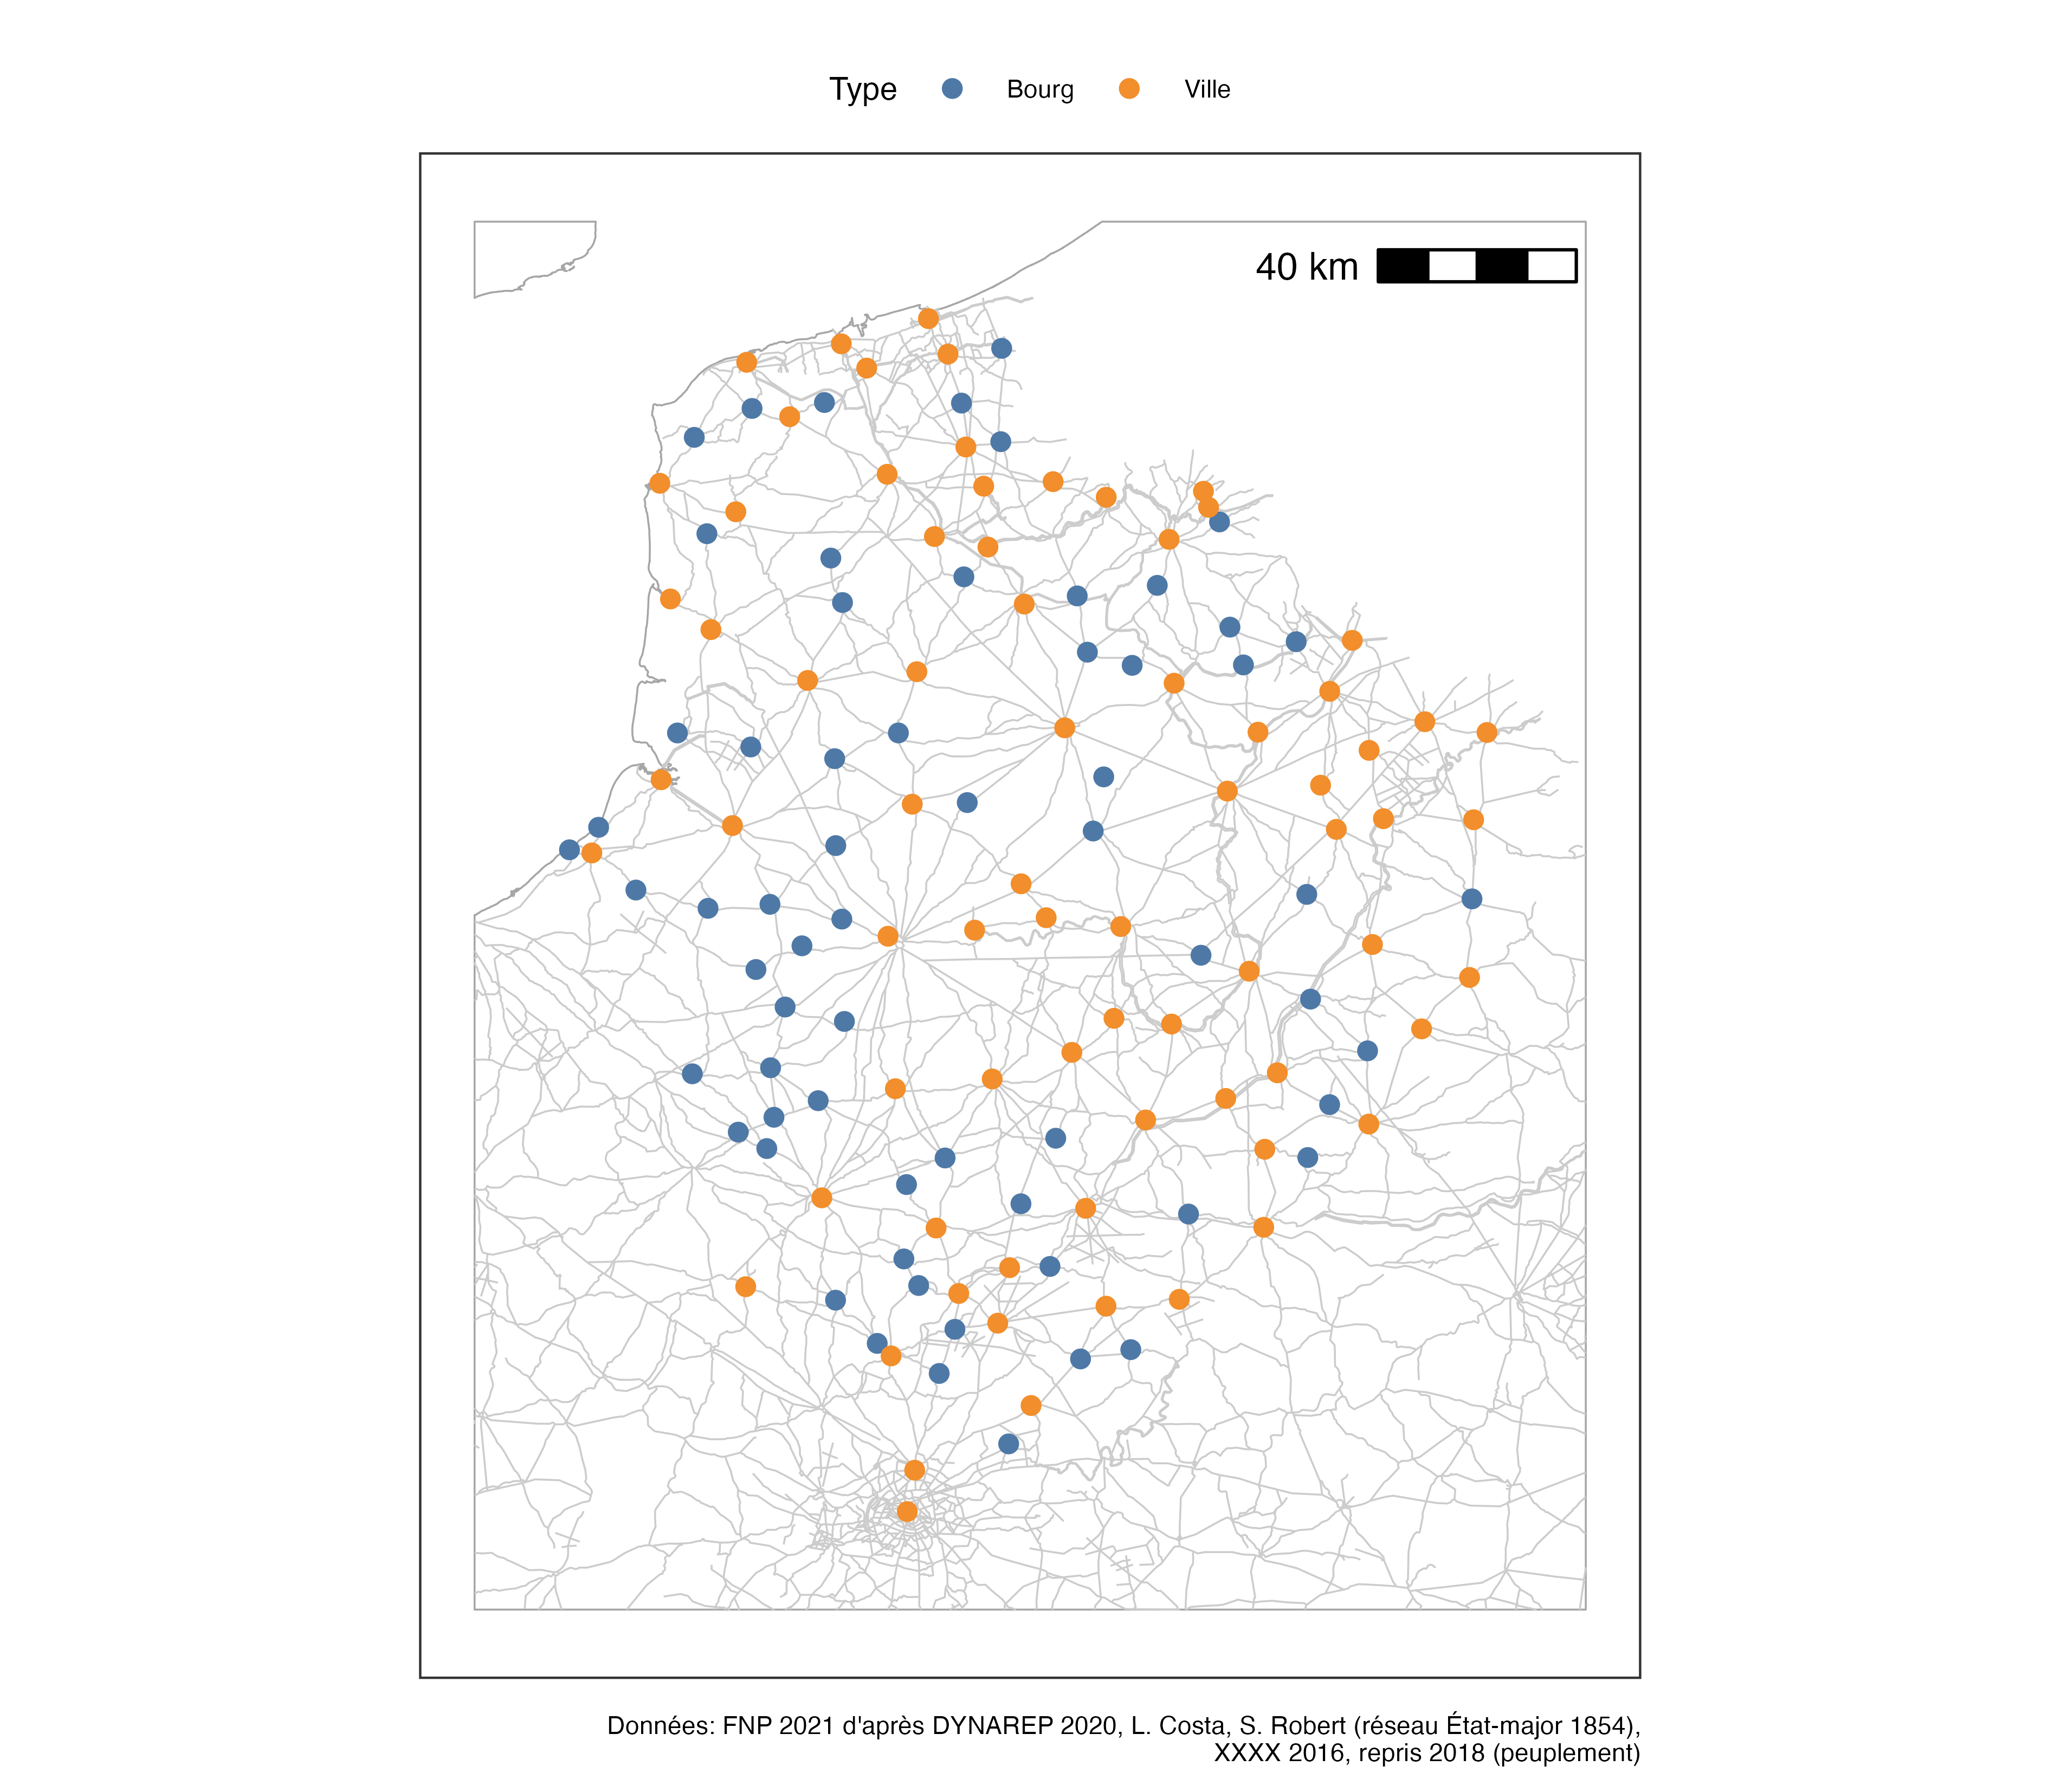 Type Bourg Ville
40 km
Données: FNP 2021 d'après DYNAREP 2020, L. Costa, S. Robert (réseau État-major 1854),
XXXX 2016, repris 2018 (peuplement)